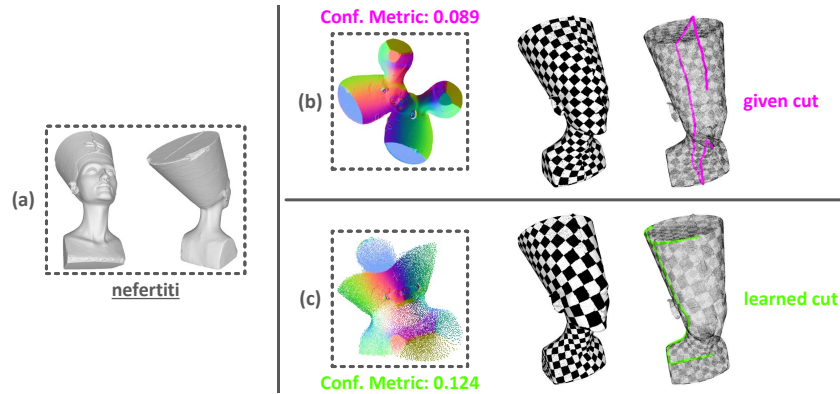 (a)
nefertiti
Conf. Metric: 0.089
(b)
given cut
(c)
learned cut
Conf. Metric: 0.124